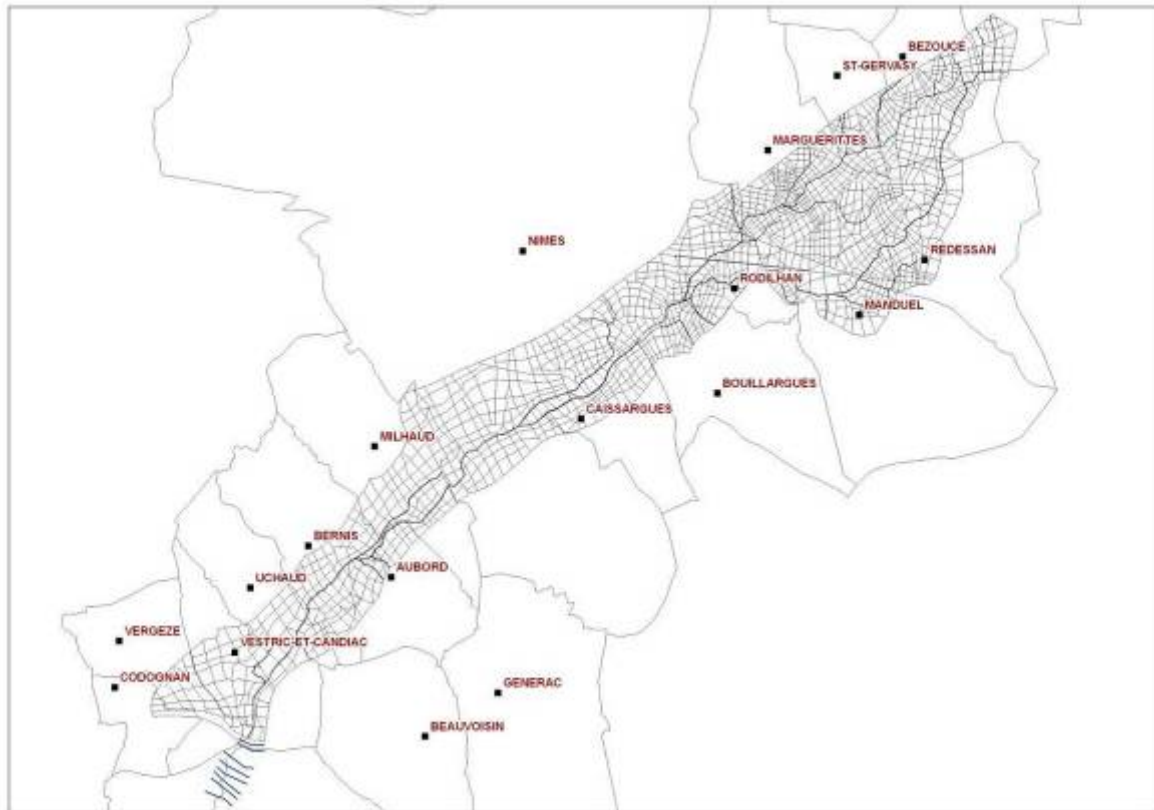 BEZOUCE
ST-GERVASY
MARGUERITTES
NIMES
REDESSAN
RODILHAN
MANDUEL
BOUILLARGUES
CAISSARGUES
MILHAUD
BERNIS
AUBORD
UCHAUD
VERGEZE
VESTRIC-ET-CANDIAC
CODOGNAN
GENERAC
BEAUVOISIN